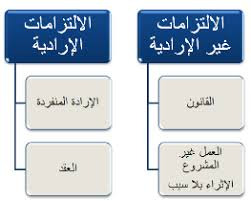 الالتزامات
غير الإرادية
القانون
العمل غير
المشروع
الإثراء بلا سبب
الالتزامات
الإرادية
الإرادة المنفردة
العقد